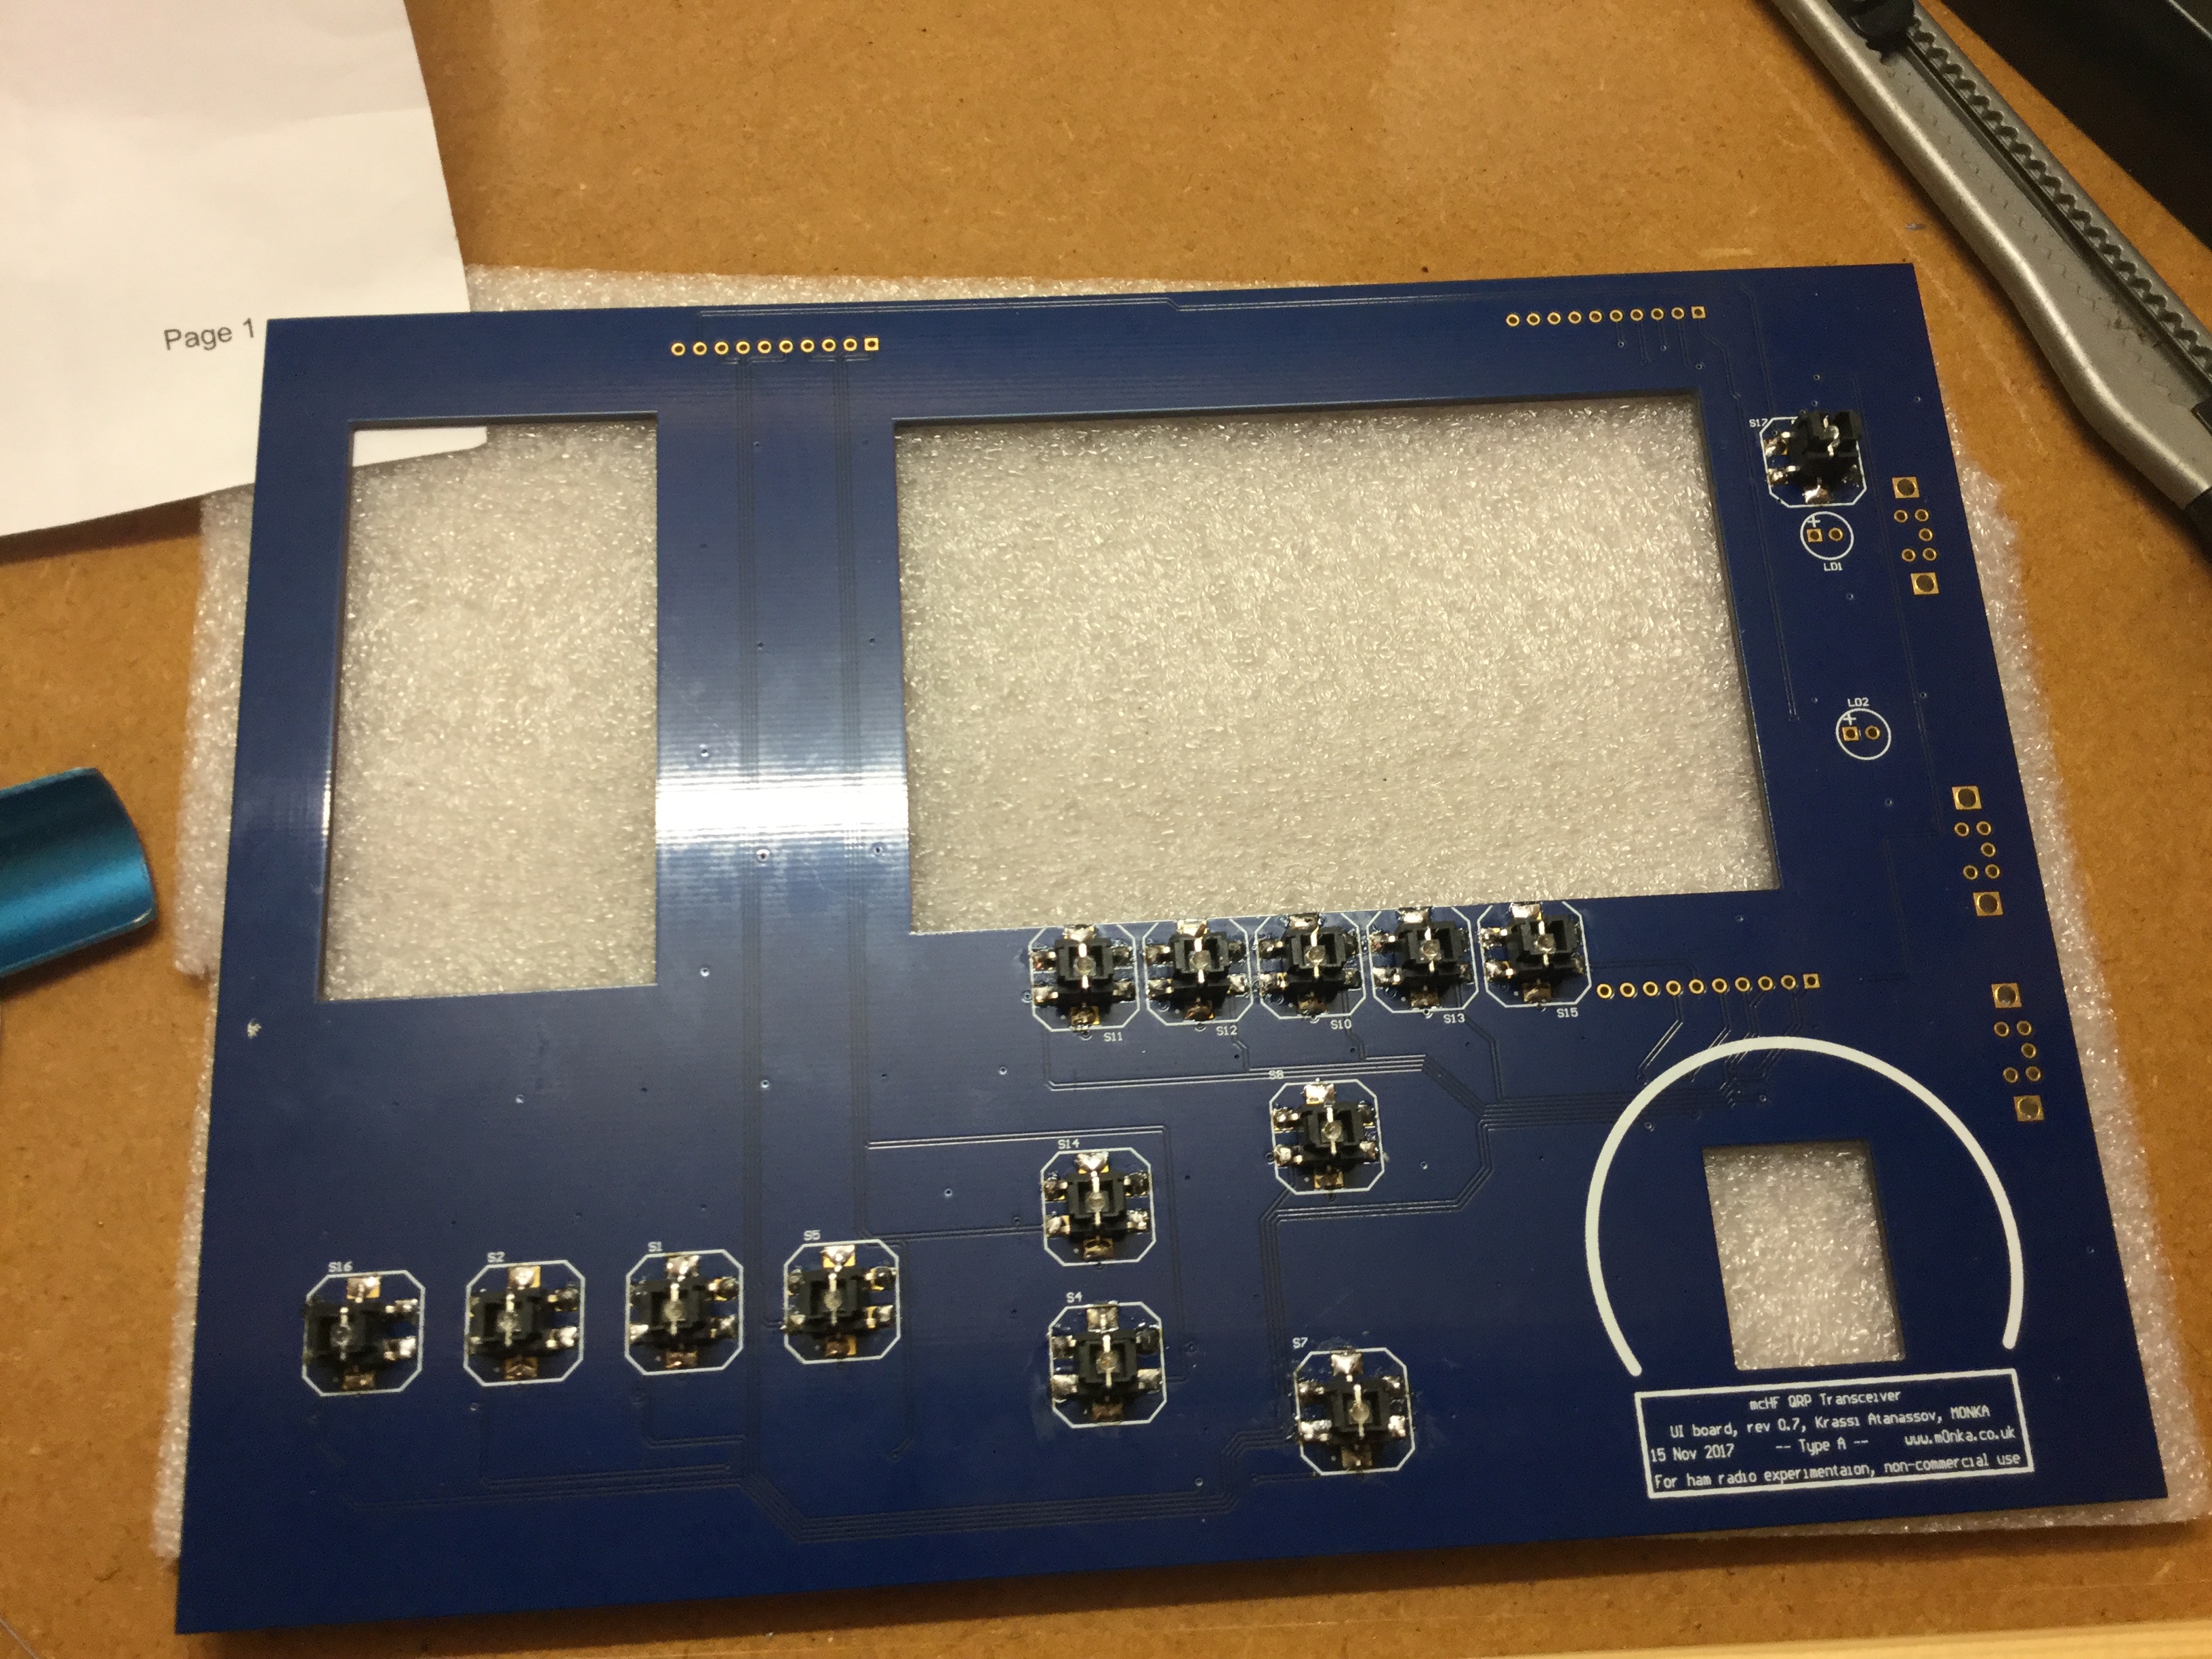 Page 1
S17
LD1
LD2
S11
S12
S10
S13
S15
S8
S14
S5
S1
S2
S16
S4
S7
mcHF QRP Transceiver
UI board, rev 0.7, Krassi Atanassov, M0NKA
15 Nov 2017 -- Type A -- www.m0nka.co.uk
For ham radio experimentaion, non-commercial use